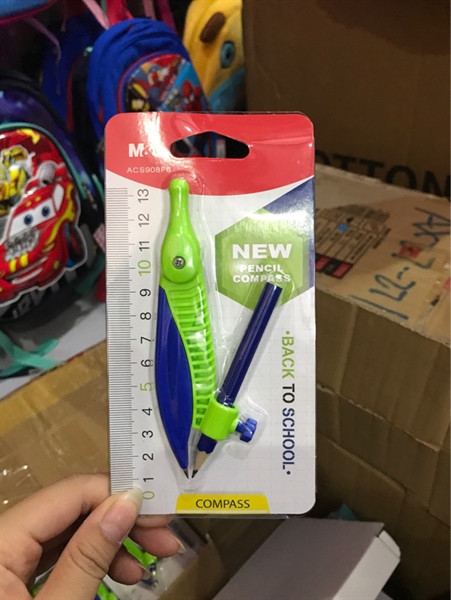 ACS908F6
NEW
PENCIL
COMPASS
• BACK TO SCHOOL •
0 1 2 3 4 5 6 7 8 9 10 11 12 13
COMPASS